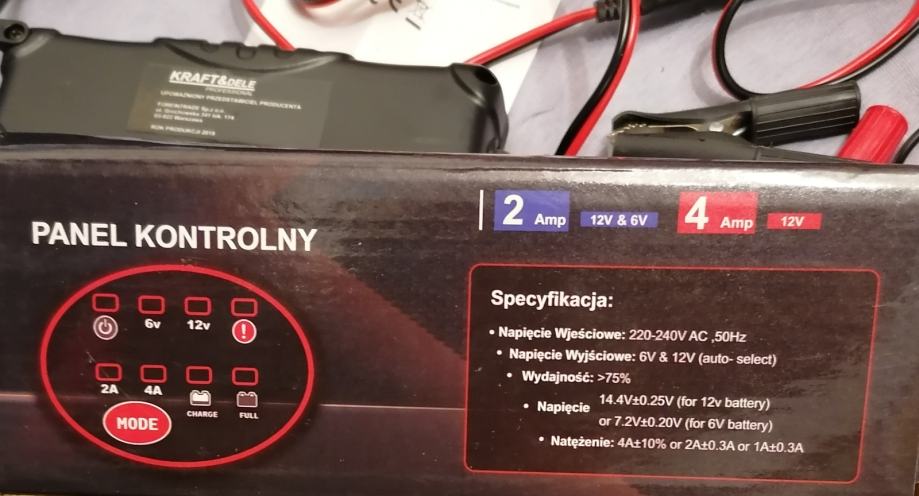 KRAFT&DELE
PROFESSIONAL
UPOWAŻNIONY PRZEDSTAWICIEL PRODUCENTA
ROK PRODUKCJI 2019
2 Amp 12V & 6V 4 Amp 12V
PANEL KONTROLNY
6v 12v
2A 4A CHARGE FULL
MODE
Specyfikacja:
• Napięcie Wjeściowe: 220-240V AC ,50Hz
• Napięcie Wyjściowe: 6V & 12V (auto- select)
• Wydajność: >75%
• Napięcie 14.4V±0.25V (for 12v battery)
or 7.2V±0.20V (for 6V battery)
• Natężenie: 4A±10% or 2A±0.3A or 1A±0.3A